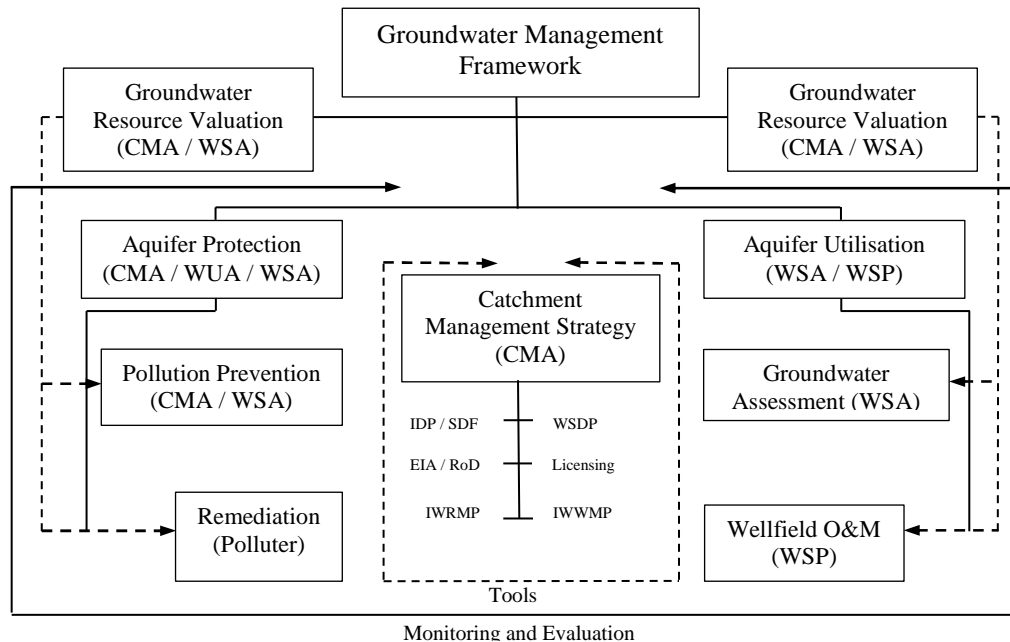 Groundwater Management
Framework
Groundwater
Resource Valuation
(CMA / WSA)
Groundwater
Resource Valuation
(CMA / WSA)
Aquifer Protection
(CMA / WUA / WSA)
Aquifer Utilisation
(WSA / WSP)
Catchment
Management Strategy
(CMA)
Pollution Prevention
(CMA / WSA)
Groundwater
Assessment (WSA)
IDP / SDF
WSDP
EIA / RoD
Licensing
IWRMP
IWWMP
Remediation
(Polluter)
Wellfield O&M
(WSP)
Tools
Monitoring and Evaluation